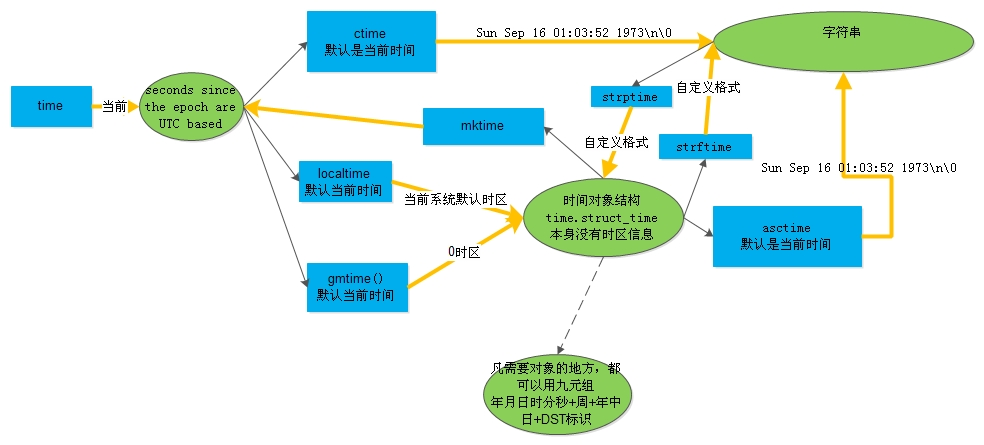 ctime
默认是当前时间
Sun Sep 16 01:03:52 1973\n\0
字符串
time
当前
seconds since
the epoch are
UTC based
strptime
自定义格式
mktime
自定义格式
strftime
localtime
默认当前时间
当前系统默认时区
时间对象结构
time.struct_time
本身没有时区信息
Sun Sep 16 01:03:52 1973\n\0
asctime
默认是当前时间
0时区
gmtime()
默认当前时间
凡需要对象的地方，都
可以用九元组
年月日时分秒+周+年中
日+DST标识